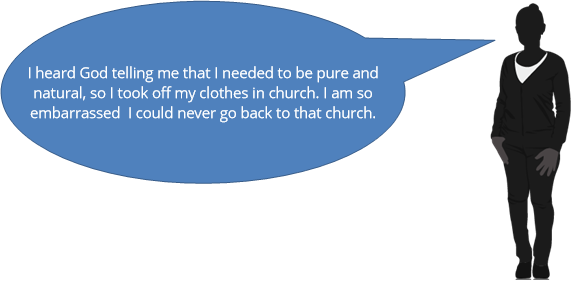 I heard God telling me that I needed to be pure and
natural, so I took off my clothes in church. I am so
embarrassed  I could never go back to that church.